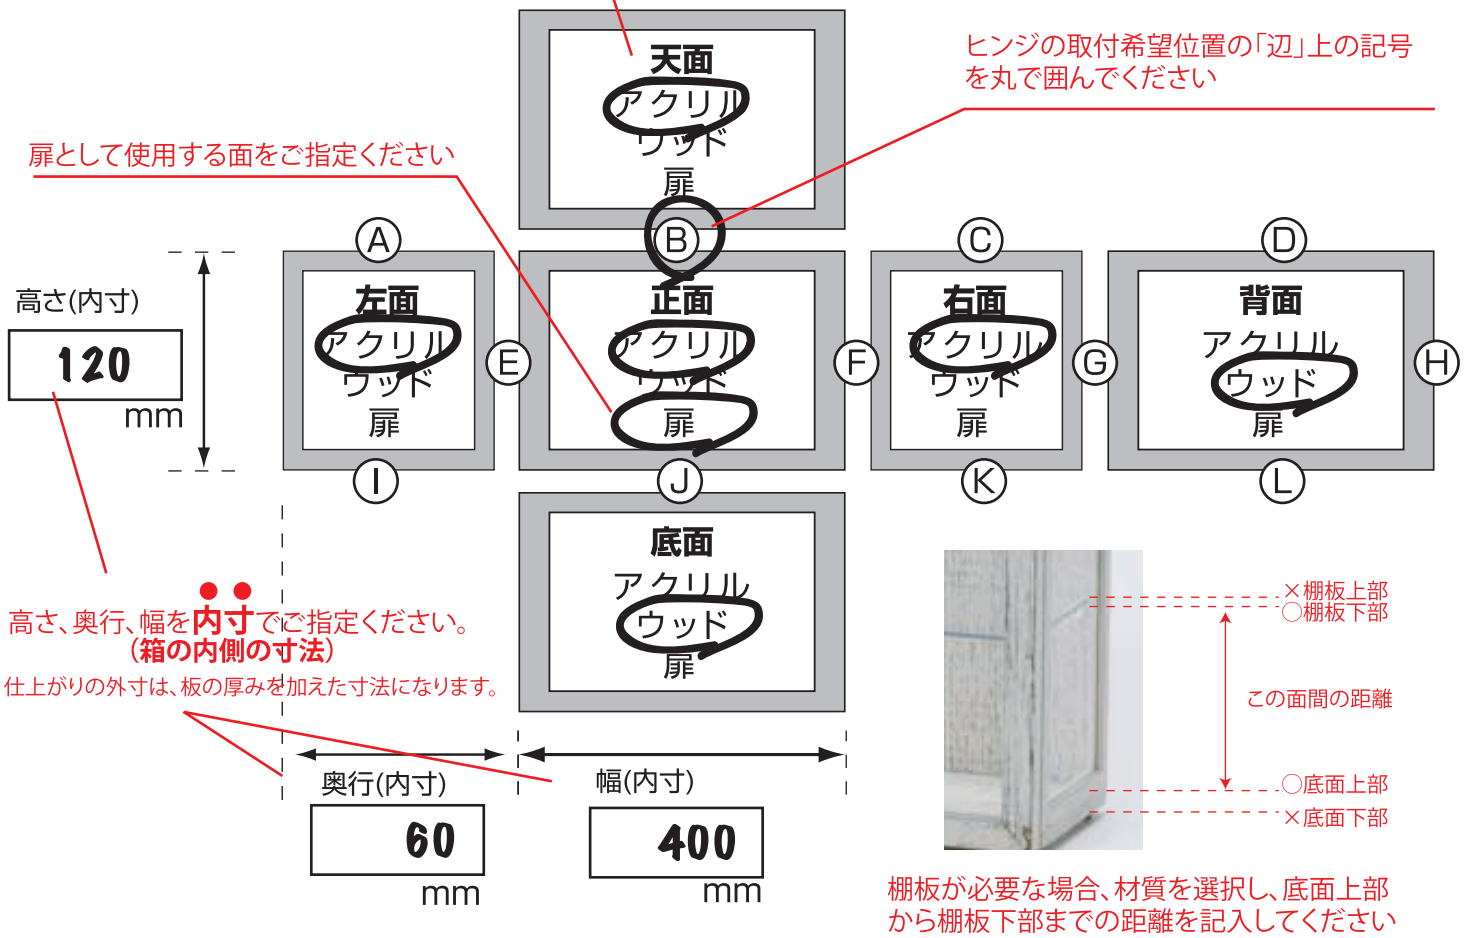 天面
アクリル
ウッド
扉
ヒンジの取付希望位置の「辺」上の記号
を丸で囲んでください
扉として使用する面をご指定ください
A
B
C
D
高さ(内寸)
120
mm
左面
アクリル
ウッド
扉
E
正面
アクリル
ウッド
扉
F
右面
アクリル
ウッド
扉
G
背面
アクリル
ウッド
扉
H
I
J
K
L
底面
アクリル
ウッド
扉
高さ、奥行、幅を内寸でご指定ください。
(箱の内側の寸法)
仕上がりの外寸は、板の厚みを加えた寸法になります。
奥行(内寸)
60
mm
幅(内寸)
400
mm
×棚板上部
○棚板下部
この面間の距離
○底面上部
×底面下部
棚板が必要な場合、材質を選択し、底面上部
から棚板下部までの距離を記入してください